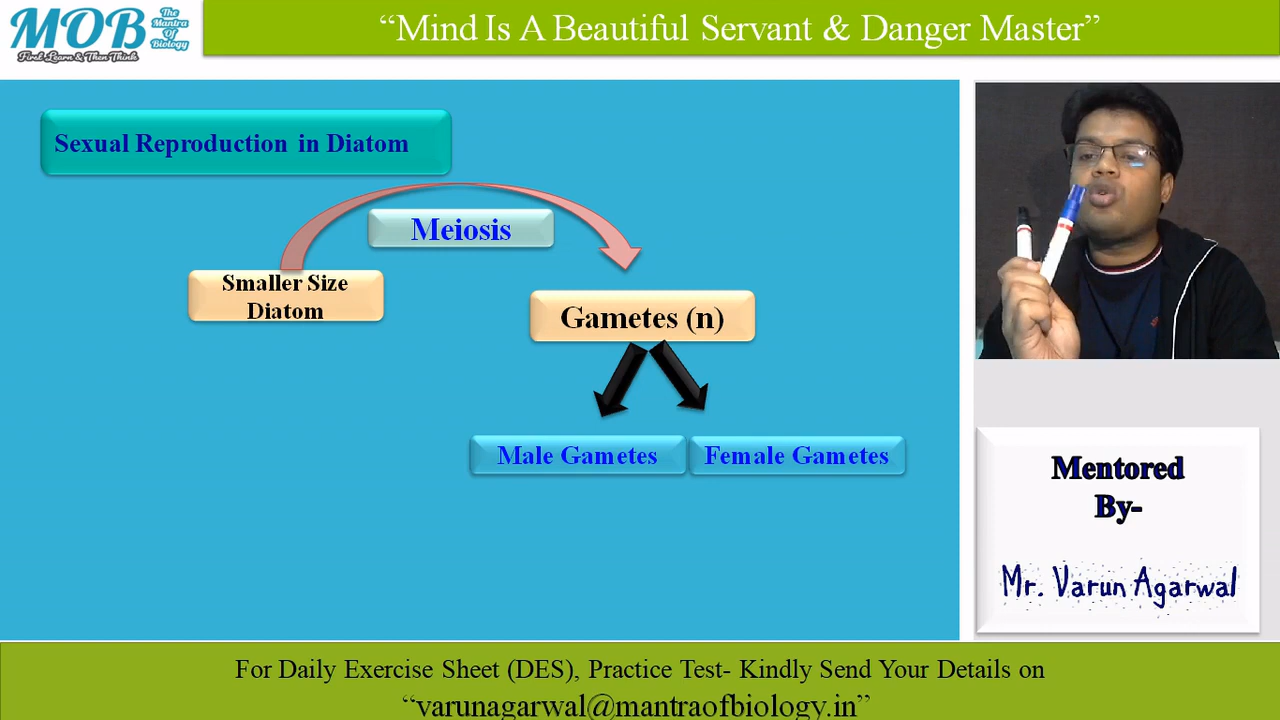 MOB The Mantra Of Biology
First Learn & Then Think
“Mind Is A Beautiful Servant & Danger Master”
Sexual Reproduction in Diatom
Meiosis
Smaller Size
Diatom
Gametes (n)
Male Gametes
Female Gametes
Mentored
By-
Mr. Varun Agarwal
For Daily Exercise Sheet (DES), Practice Test- Kindly Send Your Details on
“varunagarwal@mantraofbiology.in”